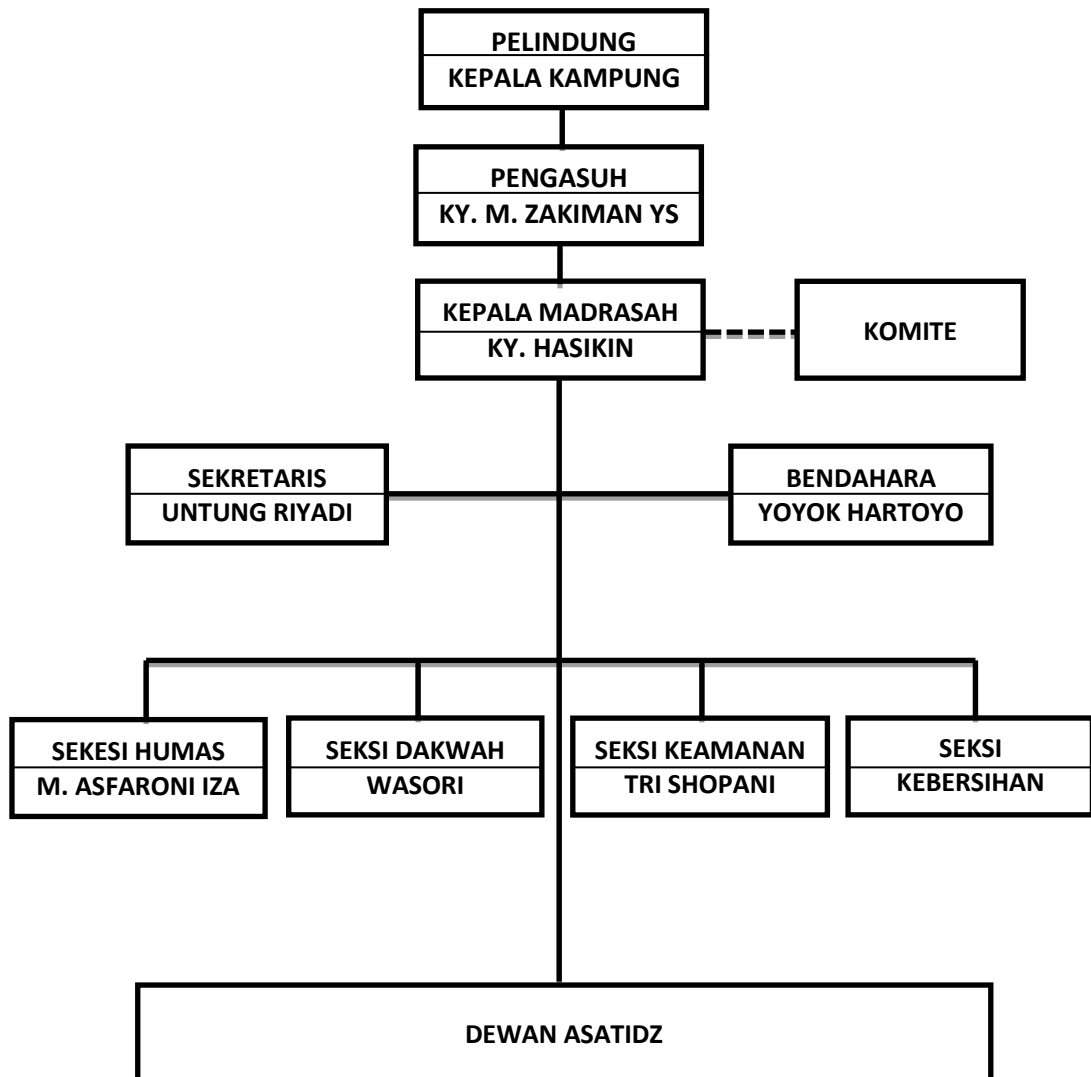 PELINDUNG
KEPALA KAMPUNG
PENGASUH
KY. M. ZAKIMAN YS
KEPALA MADRASAH
KY. HASIKIN
KOMITE
SEKRETARIS
UNTUNG RIYADI
BENDAHARA
YOYOK HARTOYO
SEKESI HUMAS
M. ASFARONI IZA
SEKSI DAKWAH
WASORI
SEKSI KEAMANAN
TRI SHOPANI
SEKSI
KEBERSIHAN
DEWAN ASATIDZ